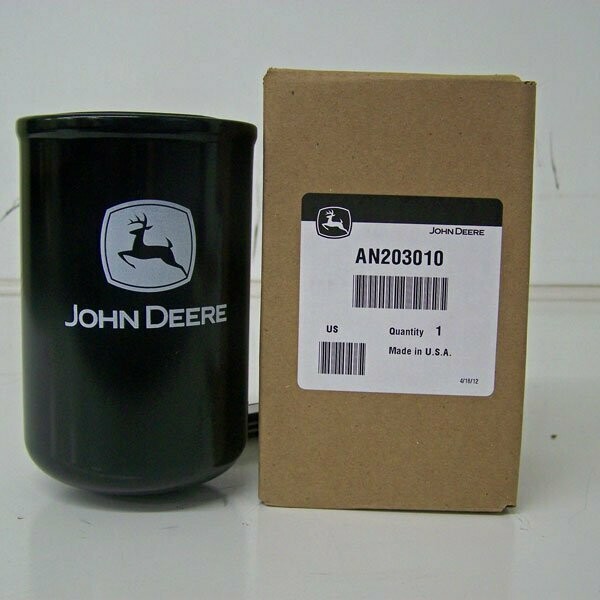 JOHN DEERE
JOHN DEERE
AN203010
US
Quantity 1
Made in U.S.A.
4/18/12